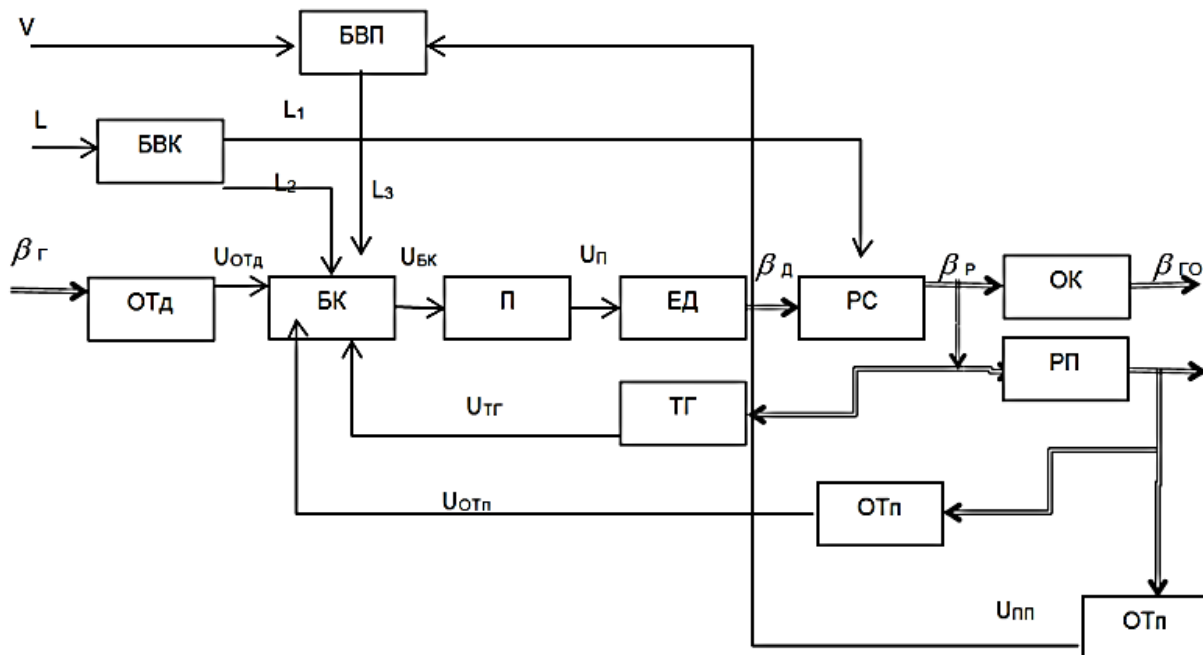 V
БВП
L
БВК
L₁
L₂
L₃
β г
UОТд
UБК
UП
β Д
β Р
β ГО
ОТд
БК
П
ЕД
РС
ОК
РП
UТГ
ТГ
UОТп
ОТп
UПП
ОТп